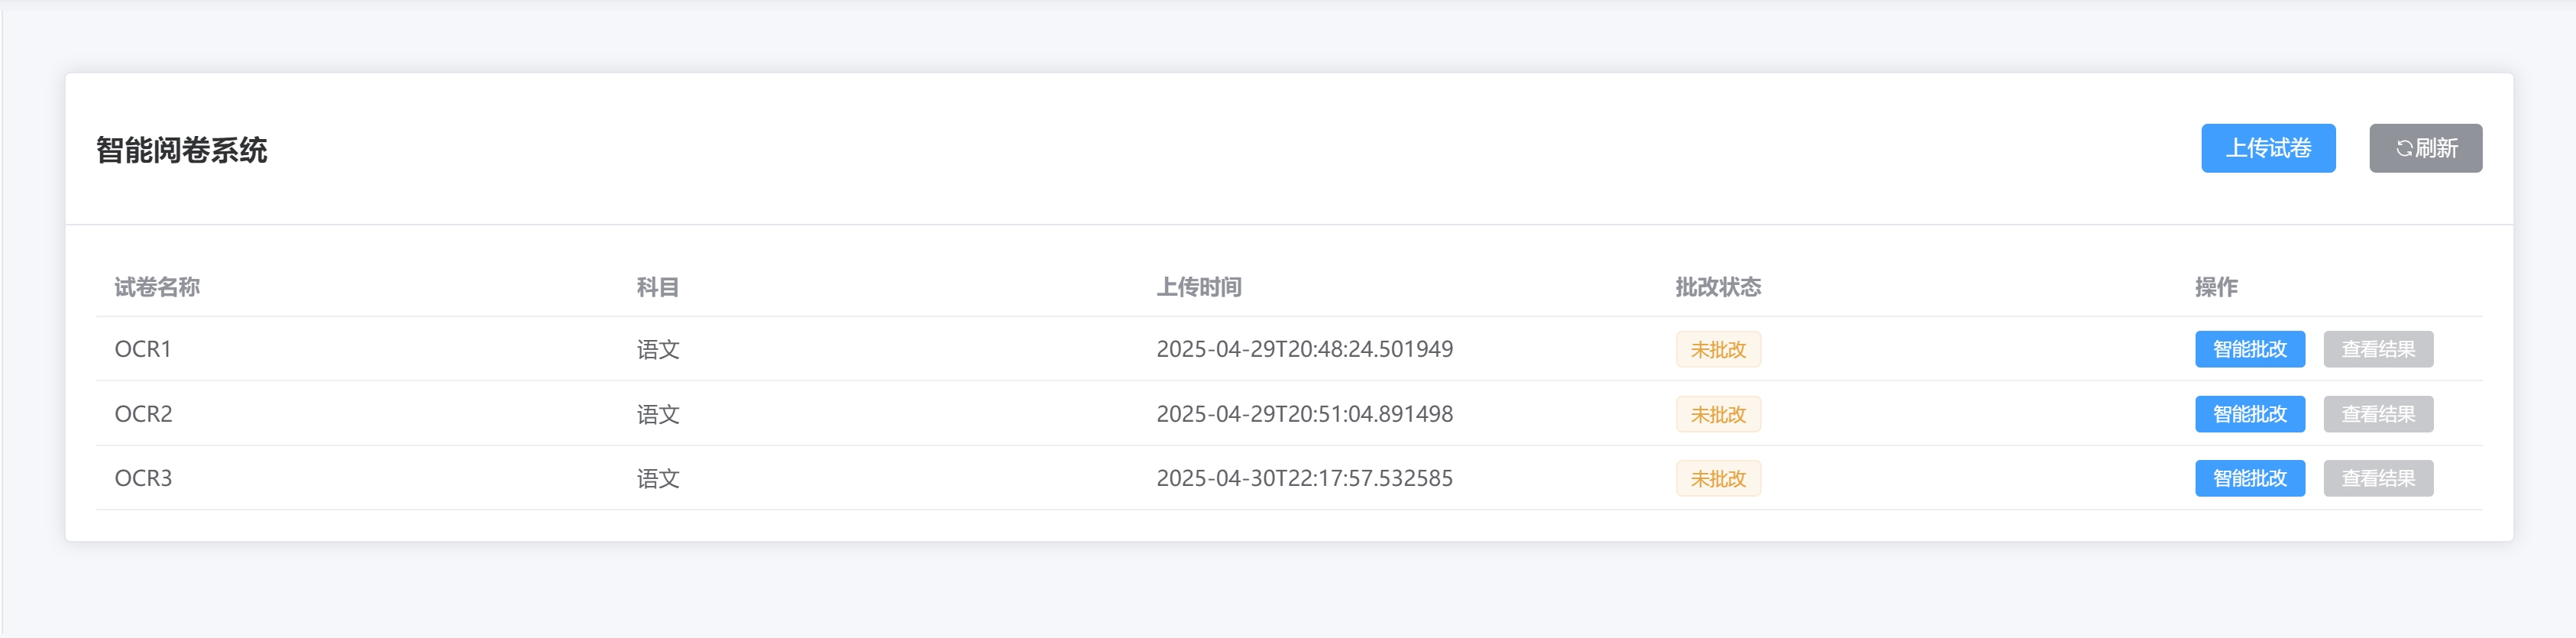 智能阅卷系统 上传试卷 刷新
试卷名称 科目 上传时间 批改状态 操作
OCR1 语文 2025-04-29T20:48:24.501949 未批改 智能批改 查看结果
OCR2 语文 2025-04-29T20:51:04.891498 未批改 智能批改 查看结果
OCR3 语文 2025-04-30T22:17:57.532585 未批改 智能批改 查看结果